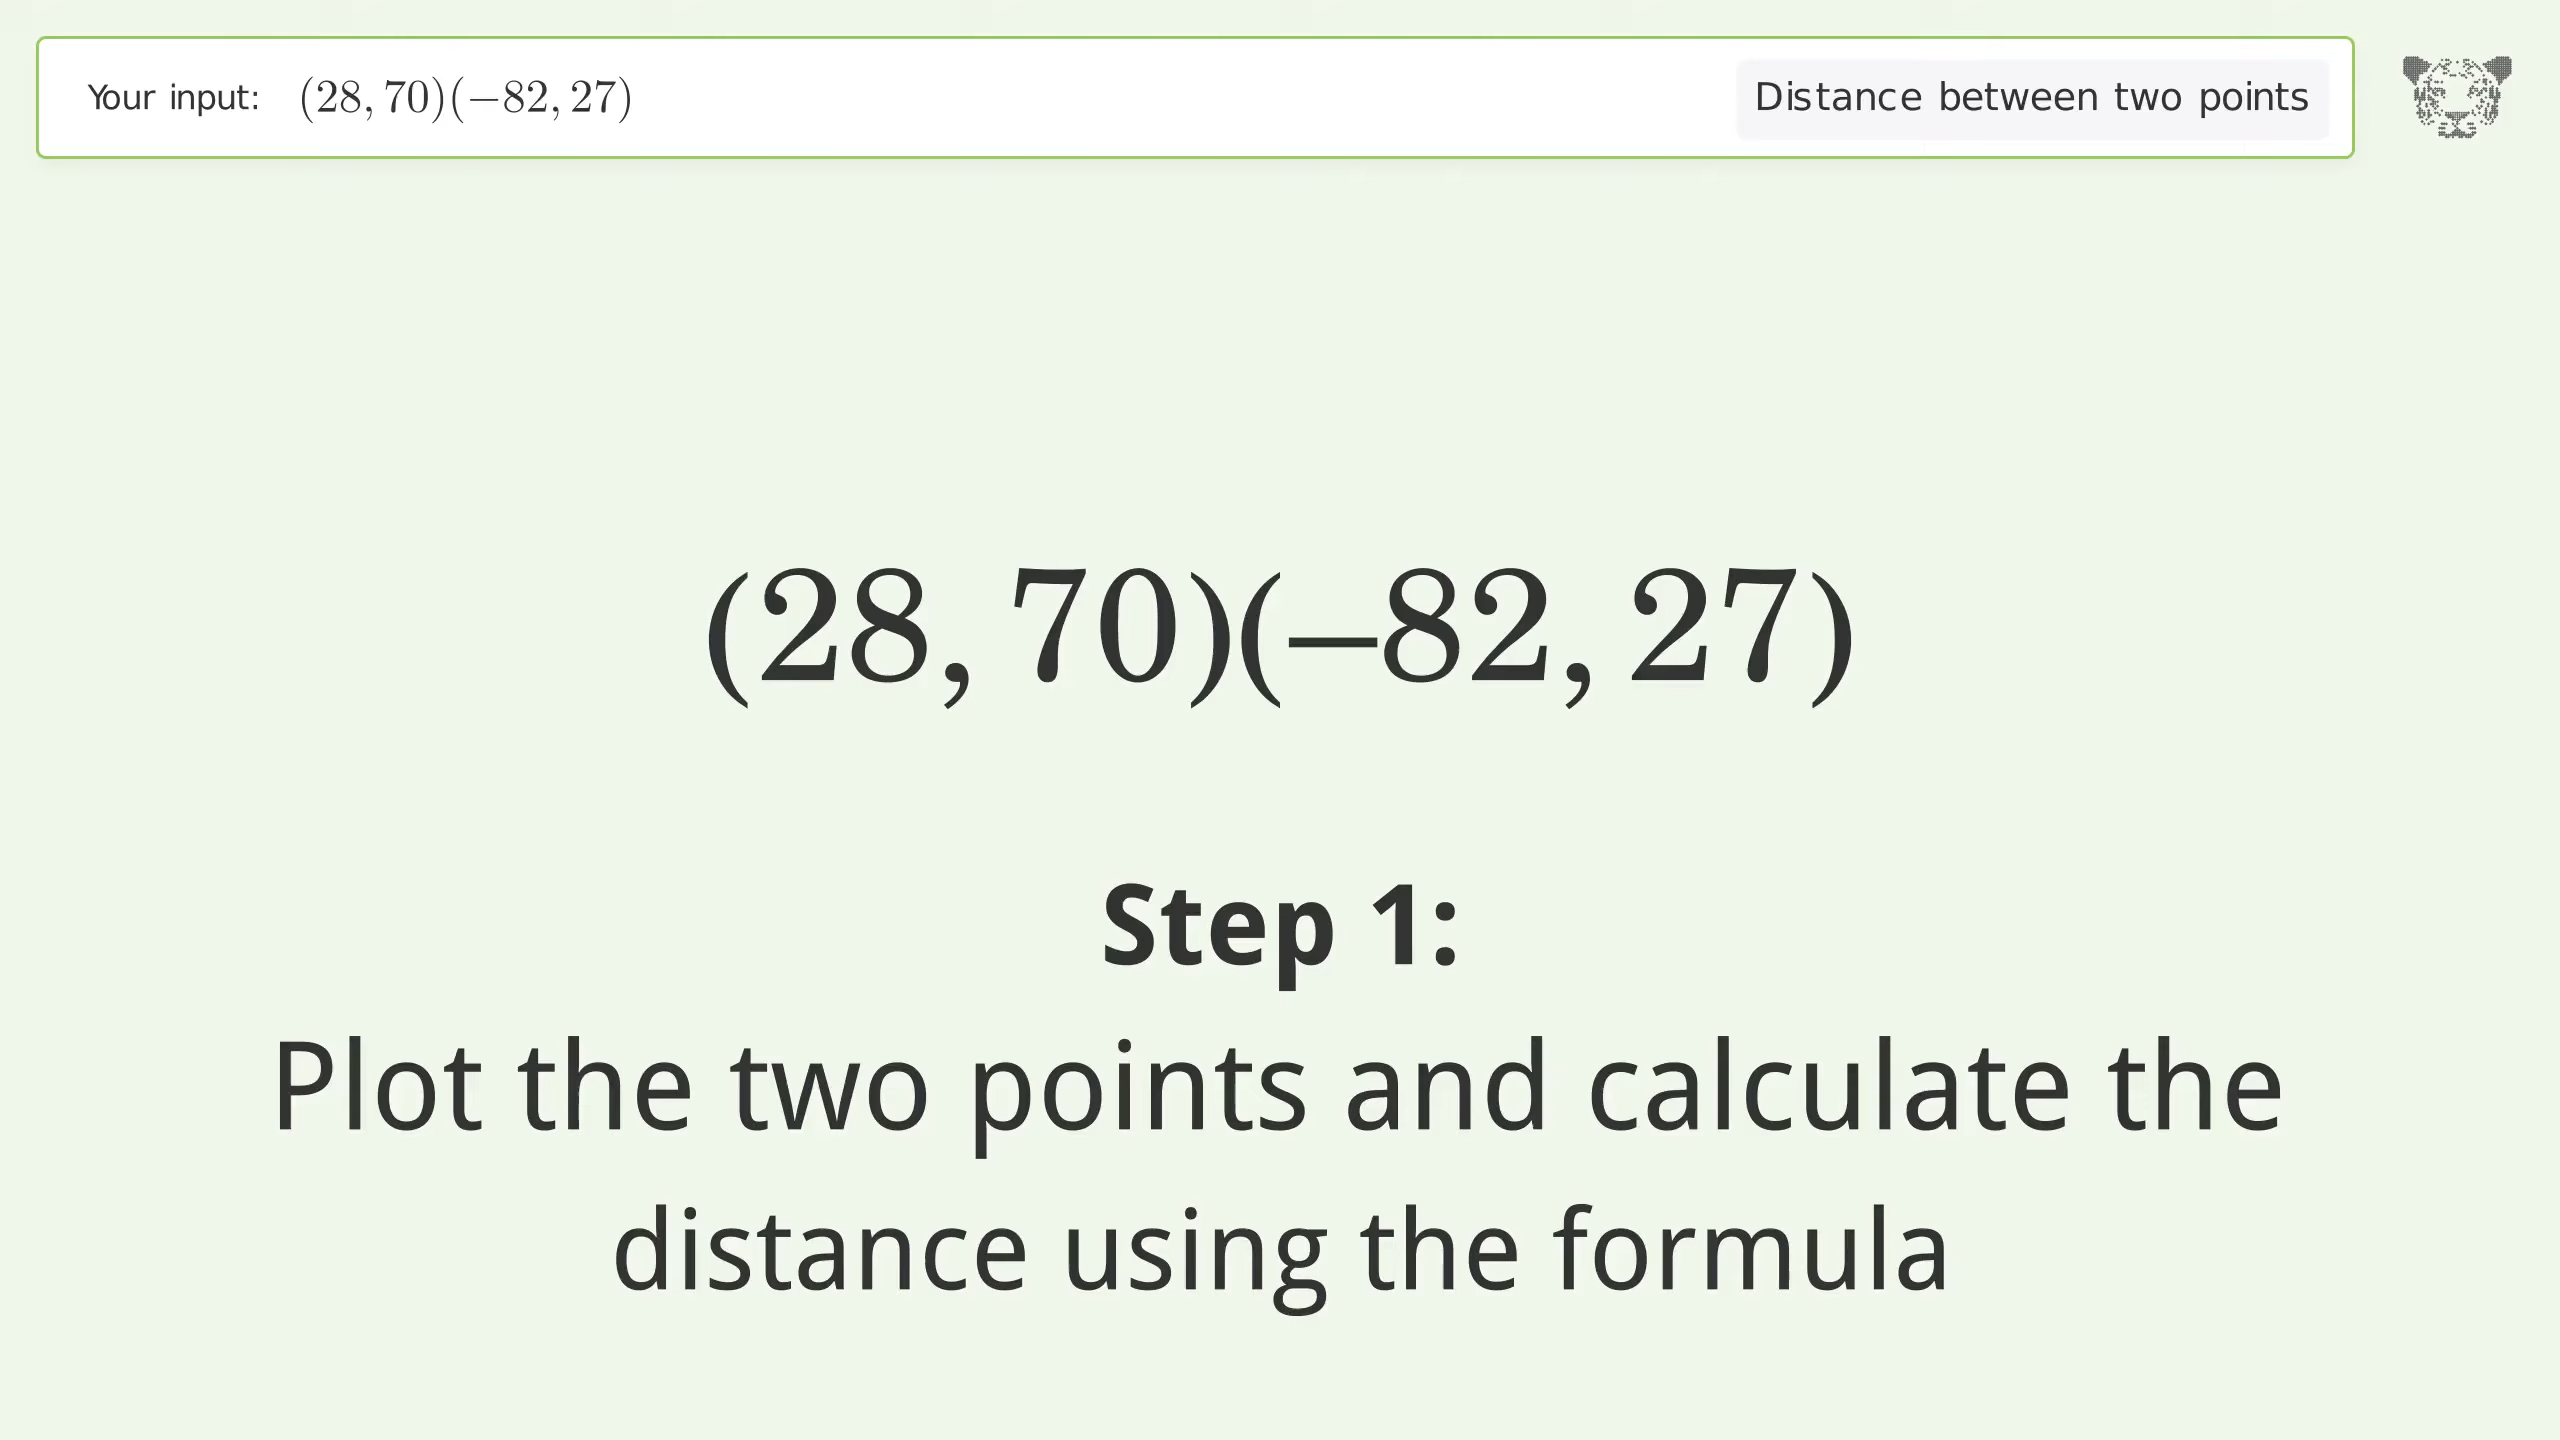 Your input: (28, 70)(−82, 27)
Distance between two points
(28, 70)(−82, 27)
Step 1:
Plot the two points and calculate the
distance using the formula